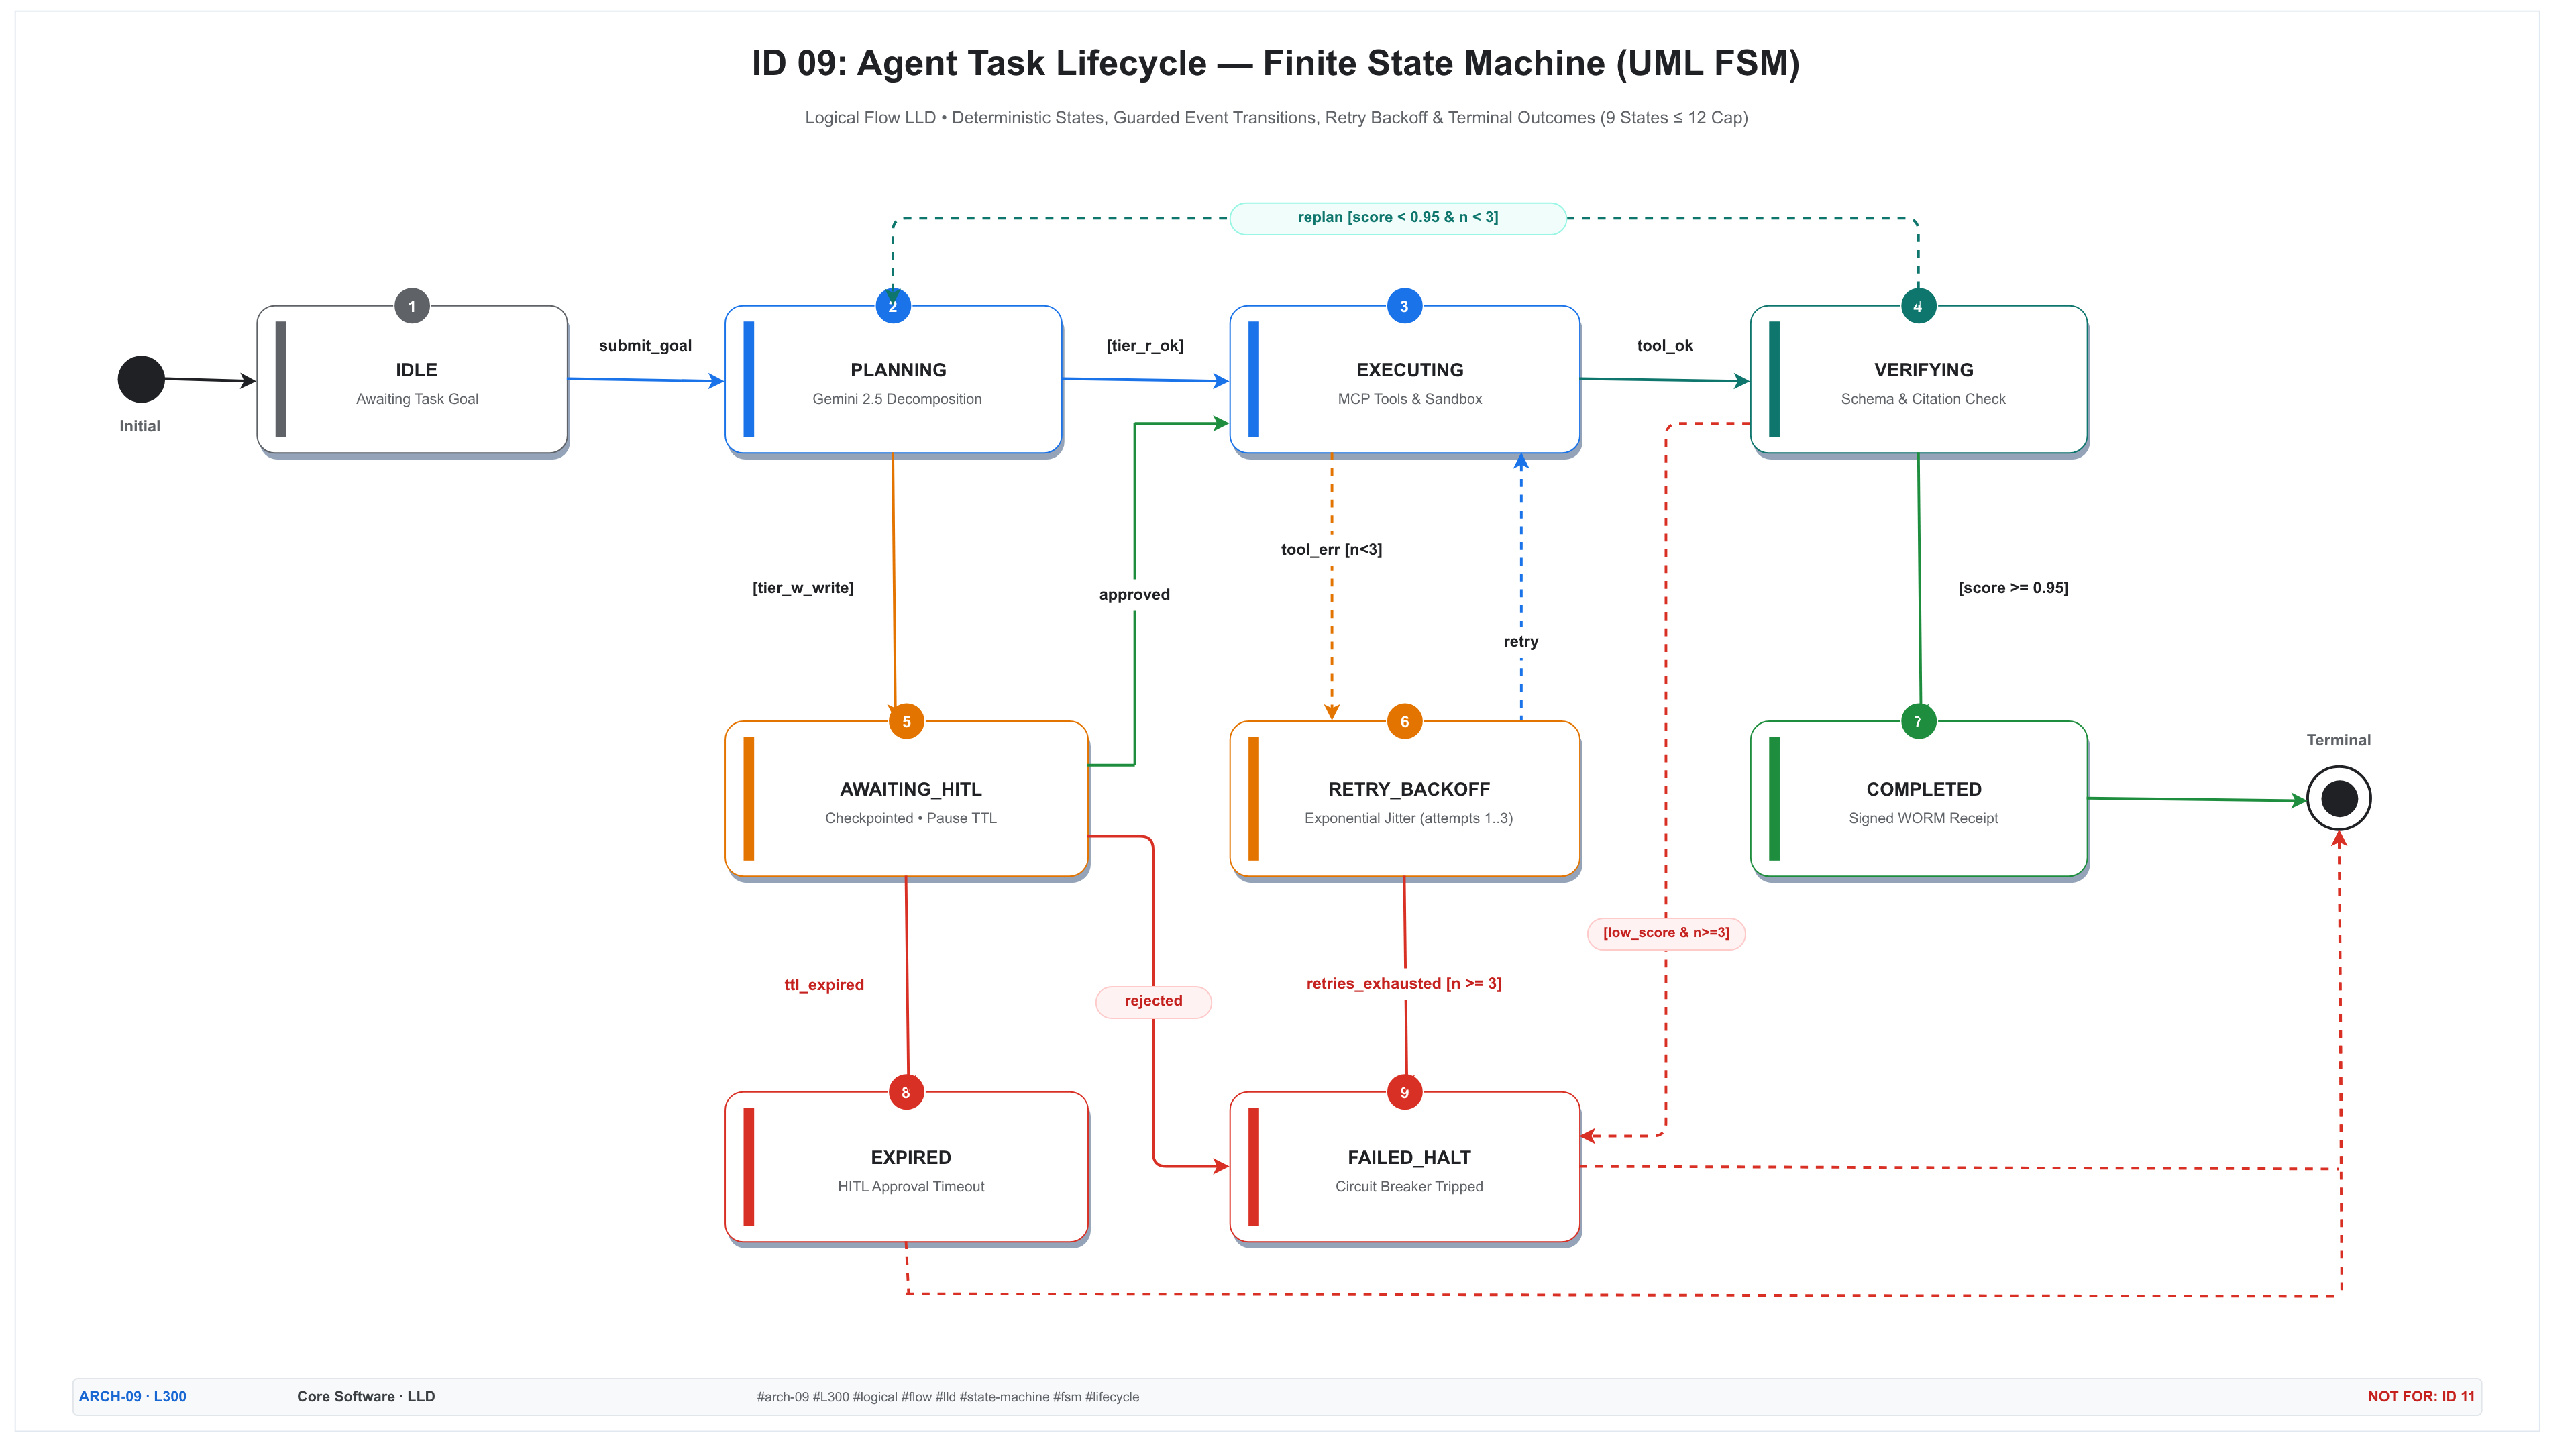 ID 09: Agent Task Lifecycle — Finite State Machine (UML FSM)
Logical Flow LLD • Deterministic States, Guarded Event Transitions, Retry Backoff & Terminal Outcomes (9 States ≤ 12 Cap)
replan [score < 0.95 & n < 3]
1
2
3
4
Initial
IDLE
Awaiting Task Goal
submit_goal
PLANNING
Gemini 2.5 Decomposition
[tier_r_ok]
EXECUTING
MCP Tools & Sandbox
tool_ok
VERIFYING
Schema & Citation Check
tool_err [n<3]
[tier_w_write]
approved
[score >= 0.95]
retry
5
6
7
AWAITING_HITL
Checkpointed • Pause TTL
RETRY_BACKOFF
Exponential Jitter (attempts 1..3)
COMPLETED
Signed WORM Receipt
Terminal
[low_score & n>=3]
ttl_expired
rejected
retries_exhausted [n >= 3]
8
9
EXPIRED
HITL Approval Timeout
FAILED_HALT
Circuit Breaker Tripped
ARCH-09 · L300
Core Software · LLD
#arch-09 #L300 #logical #flow #lld #state-machine #fsm #lifecycle
NOT FOR: ID 11